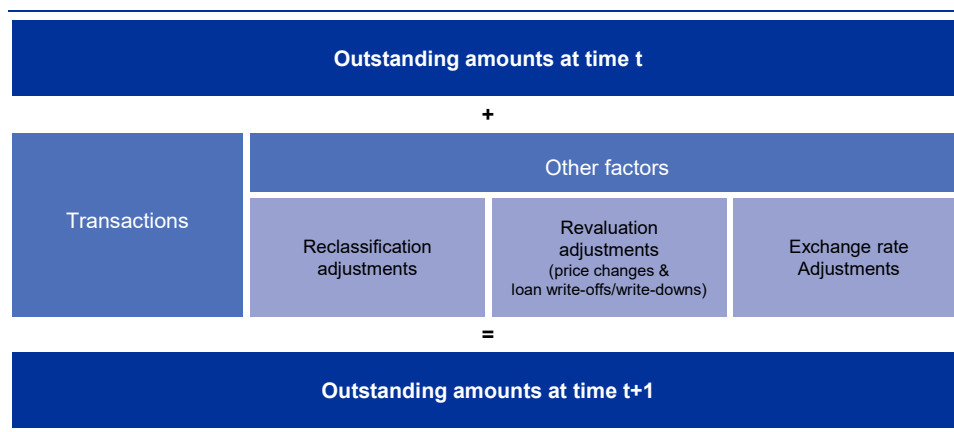 Outstanding amounts at time t
+
Transactions
Other factors
Reclassification
adjustments
Revaluation
adjustments
(price changes &
loan write-offs/write-downs)
Exchange rate
Adjustments
=
Outstanding amounts at time t+1